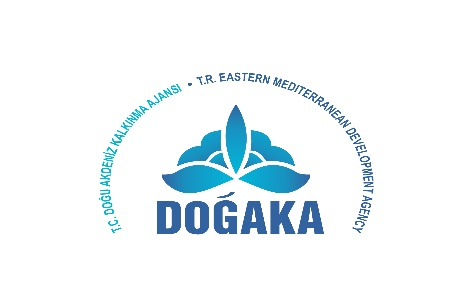 T.C. DOĞU AKDENİZ KALKINMA AJANSI • T.R. EASTERN MEDITERRANEAN DEVELOPMENT AGENCY
DOĞAKA